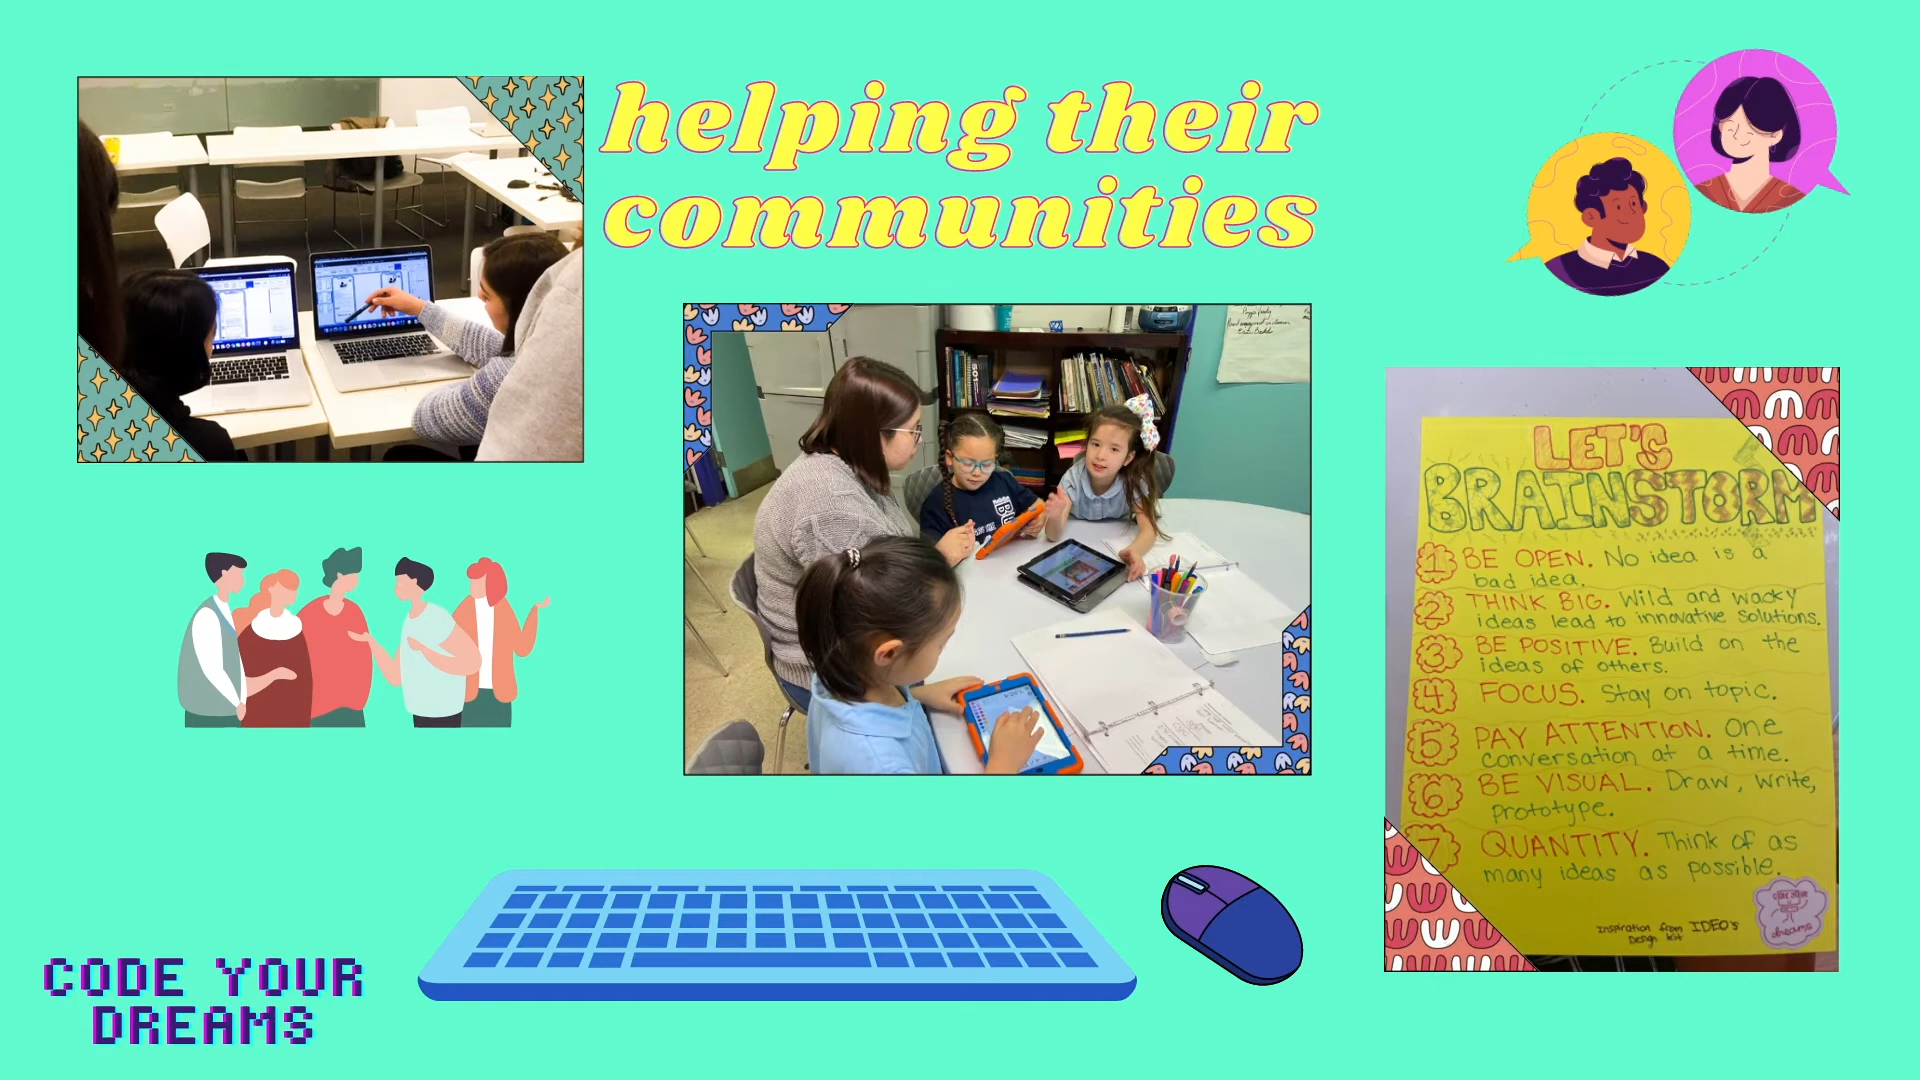 helping their
communities
LET'S
BRAINSTORM
1 BE OPEN. No idea is a
bad idea.
2 THINK BIG. Wild and wacky
ideas lead to innovative solutions.
3 BE POSITIVE. Build on the
ideas of others.
4 FOCUS. Stay on topic.
5 PAY ATTENTION. One
conversation at a time.
6 BE VISUAL. Draw, write,
prototype.
7 QUANTITY. Think of as
many ideas as possible.
Inspiration from IDEO's
Design Kit
dreams
CODE YOUR
DREAMS